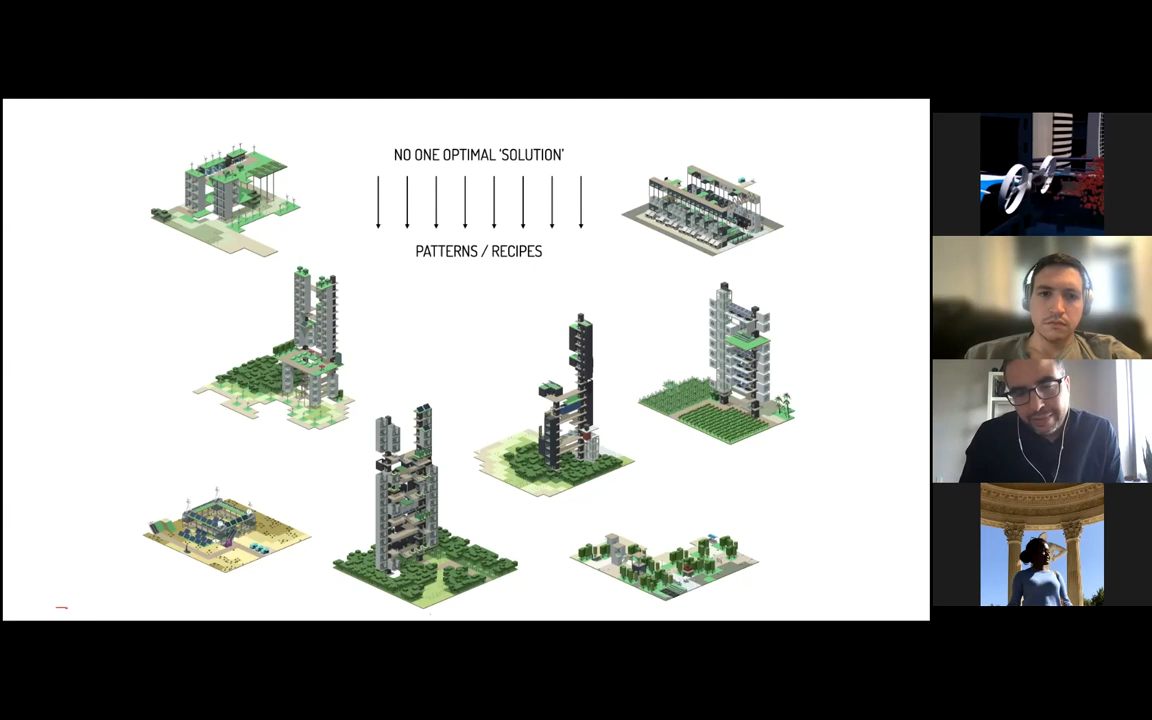 NO ONE OPTIMAL ‘SOLUTION’
PATTERNS / RECIPES